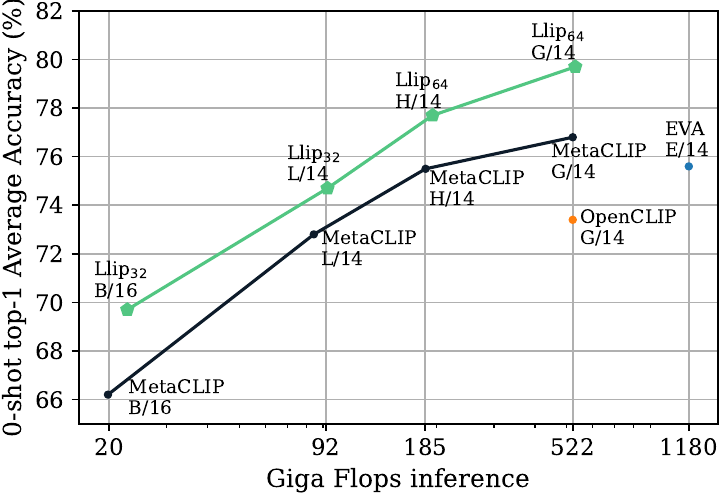 0-shot top-1 Average Accuracy (%)
82
80
78
76
74
72
70
68
66
Llip64
G/14
Llip64
H/14
EVA
E/14
MetaCLIP
G/14
Llip32
L/14
MetaCLIP
H/14
OpenCLIP
G/14
MetaCLIP
L/14
Llip32
B/16
MetaCLIP
B/16
20 92 185 522 1180
Giga Flops inference